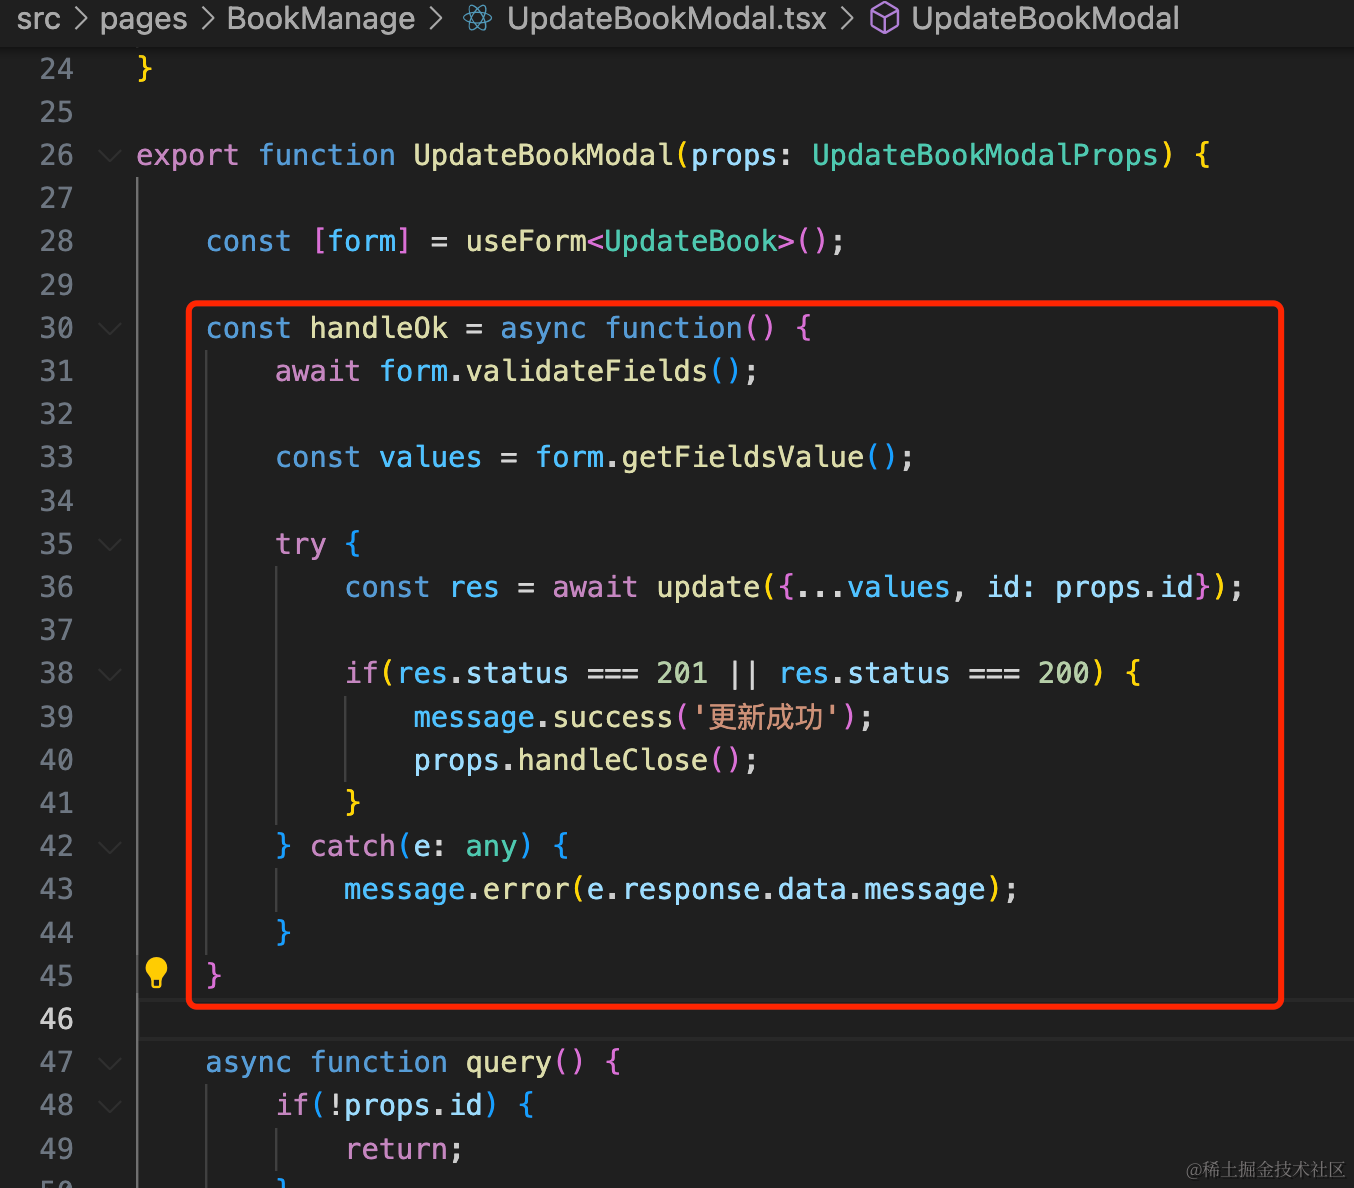 src > pages > BookManage > UpdateBookModal.tsx > UpdateBookModal
24 }
25
26 export function UpdateBookModal(props: UpdateBookModalProps) {
27
28 const [form] = useForm<UpdateBook>();
29
30 const handleOk = async function() {
31 await form.validateFields();
32
33 const values = form.getFieldsValue();
34
35 try {
36 const res = await update({...values, id: props.id});
37
38 if(res.status === 201 || res.status === 200) {
39 message.success('更新成功');
40 props.handleClose();
41 }
42 } catch(e: any) {
43 message.error(e.response.data.message);
44 }
45 }
46
47 async function query() {
48 if(!props.id) {
49 return;
50 }
@稀土掘金技术社区